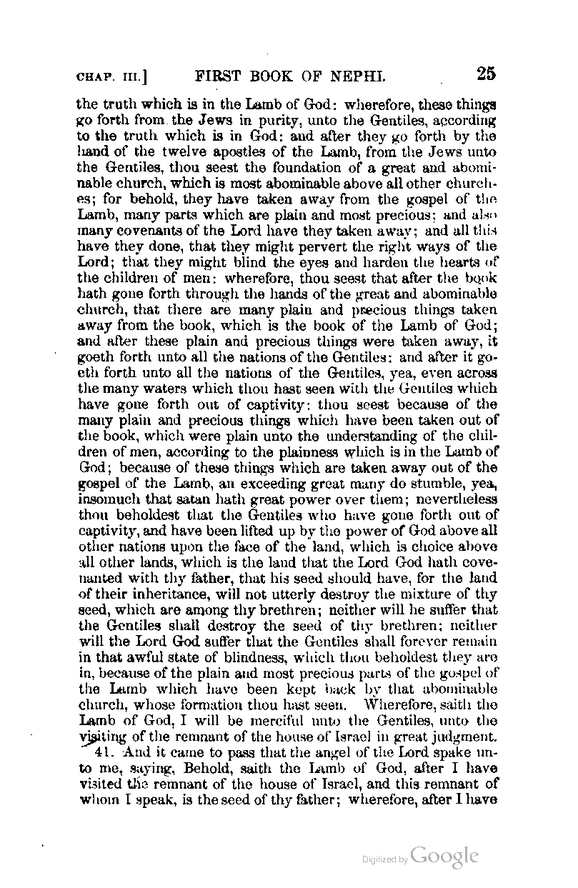 CHAP. III.] FIRST BOOK OF NEPHI. 25
the truth which is in the Lamb of God: wherefore, these things
go forth from the Jews in purity, unto the Gentiles, according
to the truth which is in God; and after they go forth by the
hand of the twelve apostles of the Lamb, from the Jews unto
the Gentiles, thou seest the foundation of a great and abomi-
nable church, which is most abominable above all other church-
es; for behold, they have taken away from the gospel of the
Lamb, many parts which are plain and most precious; and also
many covenants of the Lord have they taken away; and all this
have they done, that they might pervert the right ways of the
Lord; that they might blind the eyes and harden the hearts of
the children of men: wherefore, thou seest that after the book
hath gone forth through the hands of the great and abominable
church, that there are many plain and precious things taken
away from the book, which is the book of the Lamb of God;
and after these plain and precious things were taken away, it
goeth forth unto all the nations of the Gentiles: and after it go-
eth forth unto all the nations of the Gentiles, yea, even across
the many waters which thou hast seen with the Gentiles which
have gone forth out of captivity: thou seest because of the
many plain and precious things which have been taken out of
the book, which were plain unto the understanding of the chil-
dren of men, according to the plainness which is in the Lamb of
God; because of these things which are taken away out of the
gospel of the Lamb, an exceeding great many do stumble, yea,
insomuch that satan hath great power over them; nevertheless
thou beholdest that the Gentiles who have gone forth out of
captivity, and have been lifted up by the power of God above all
other nations upon the face of the land, which is choice above
all other lands, which is the land that the Lord God hath cove-
nanted with thy father, that his seed should have, for the land
of their inheritance, will not utterly destroy the mixture of thy
seed, which are among thy brethren; neither will he suffer that
the Gentiles shall destroy the seed of thy brethren; neither
will the Lord God suffer that the Gentiles shall forever remain
in that awful state of blindness, which thou beholdest they are
in, because of the plain and most precious parts of the gospel of
the Lamb which have been kept back by that abominable
church, whose formation thou hast seen. Wherefore, saith the
Lamb of God, I will be merciful unto the Gentiles, unto the
visiting of the remnant of the house of Israel in great judgment.
41. And it came to pass that the angel of the Lord spake un-
to me, saying, Behold, saith the Lamb of God, after I have
visited the remnant of the house of Israel, and this remnant of
whom I speak, is the seed of thy father; wherefore, after I have
Digitized by Google